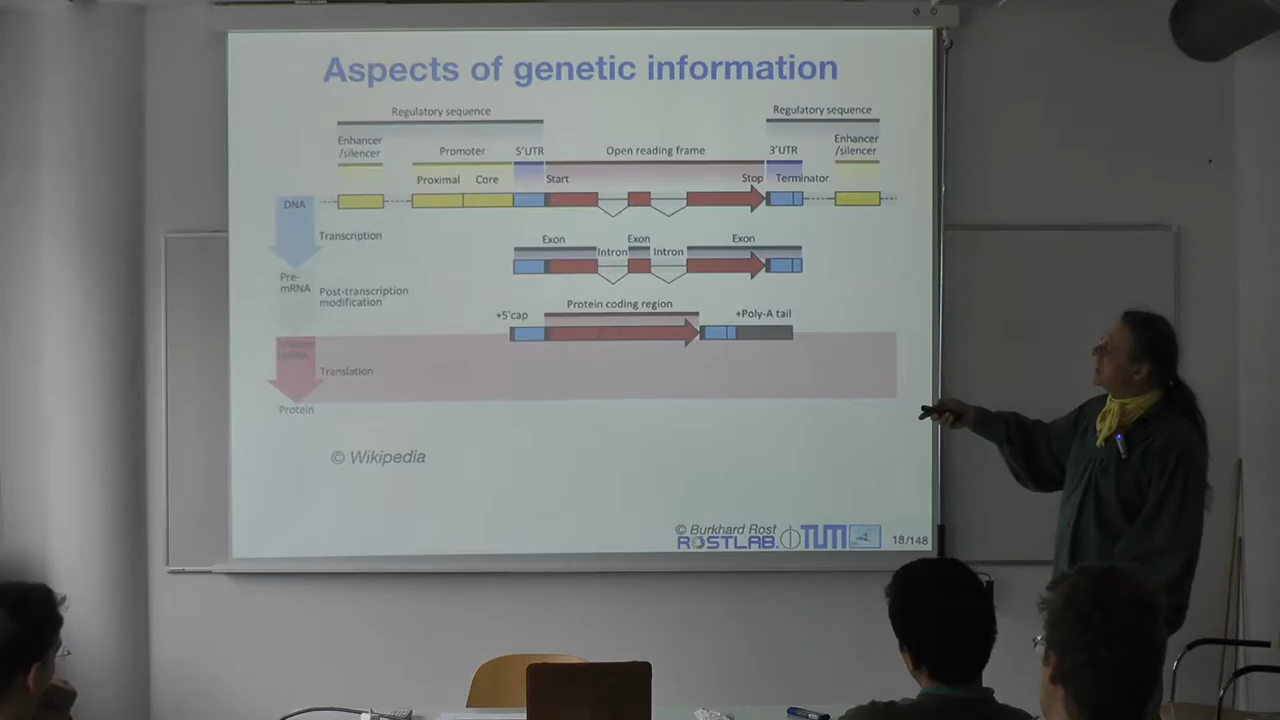 Aspects of genetic information
Regulatory sequence
Regulatory sequence
Enhancer
/silencer
Promoter
5'UTR
Open reading frame
3'UTR
Enhancer
/silencer
Proximal
Core
Start
Stop
Terminator
DNA
Transcription
Exon
Exon
Exon
Intron
Intron
Pre-
mRNA
Post-transcription
modification
Protein coding region
+5'cap
+Poly-A tail
Mature
mRNA
Translation
Protein
© Wikipedia
© Burkhard Rost
ROSTLAB.
TUM
18/148